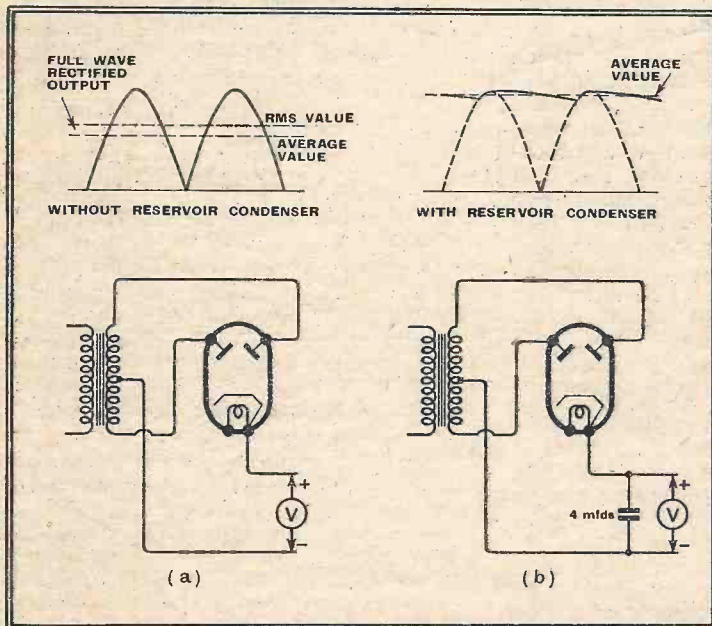 FULL WAVE
RECTIFIED
OUTPUT
RMS VALUE
AVERAGE
VALUE
WITHOUT RESERVOIR CONDENSER
AVERAGE
VALUE
WITH RESERVOIR CONDENSER
+
V
-
(a)
4 mfds
+
V
-
(b)